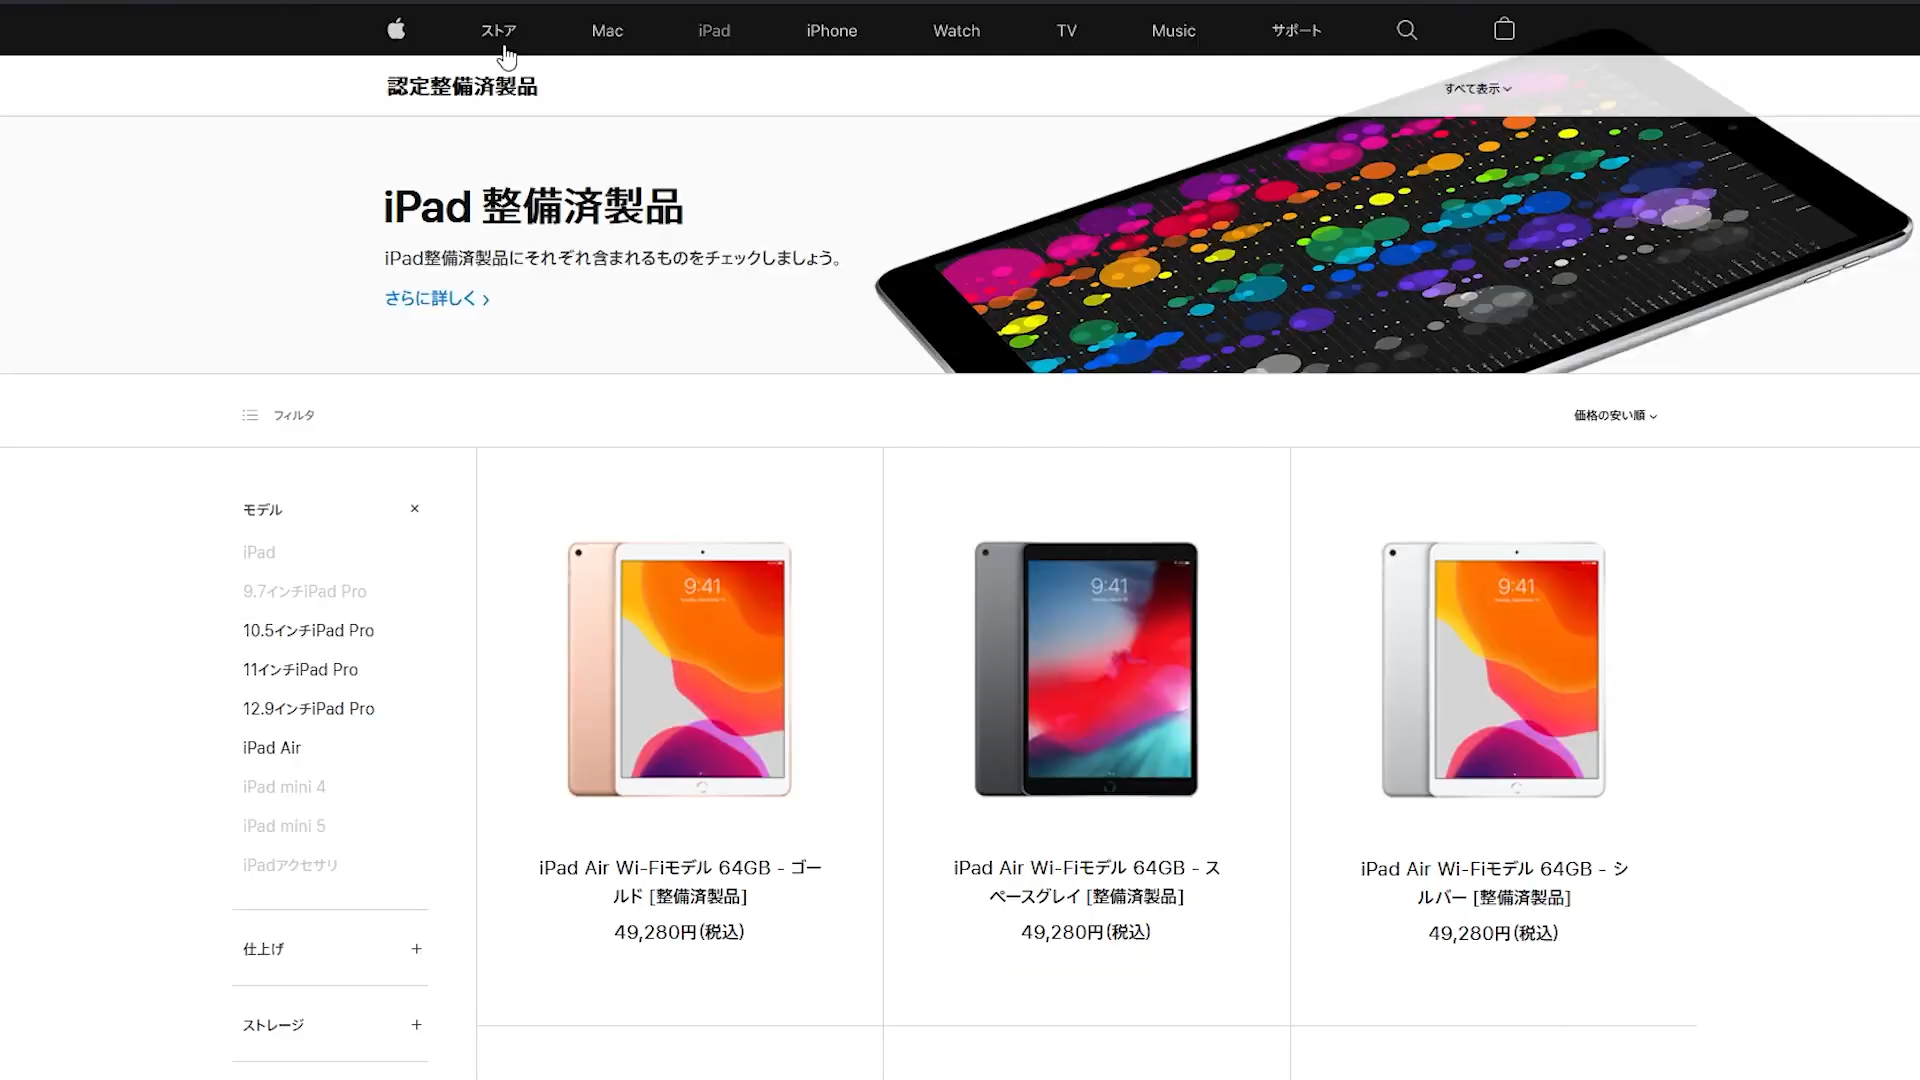 ストア Mac iPad iPhone Watch TV Music サポート
認定整備済製品
すべて表示
iPad 整備済製品
iPad整備済製品にそれぞれ含まれるものをチェックしましょう。
さらに詳しく
フィルタ
価格の安い順
モデル ×
iPad
9.7インチiPad Pro
10.5インチiPad Pro
11インチiPad Pro
12.9インチiPad Pro
iPad Air
iPad mini 4
iPad mini 5
iPadアクセサリ
仕上げ +
ストレージ +
9:41
iPad Air Wi-Fiモデル 64GB - ゴー
ルド [整備済製品]
49,280円(税込)
9:41
iPad Air Wi-Fiモデル 64GB - ス
ペースグレイ [整備済製品]
49,280円(税込)
9:41
iPad Air Wi-Fiモデル 64GB - シ
ルバー [整備済製品]
49,280円(税込)